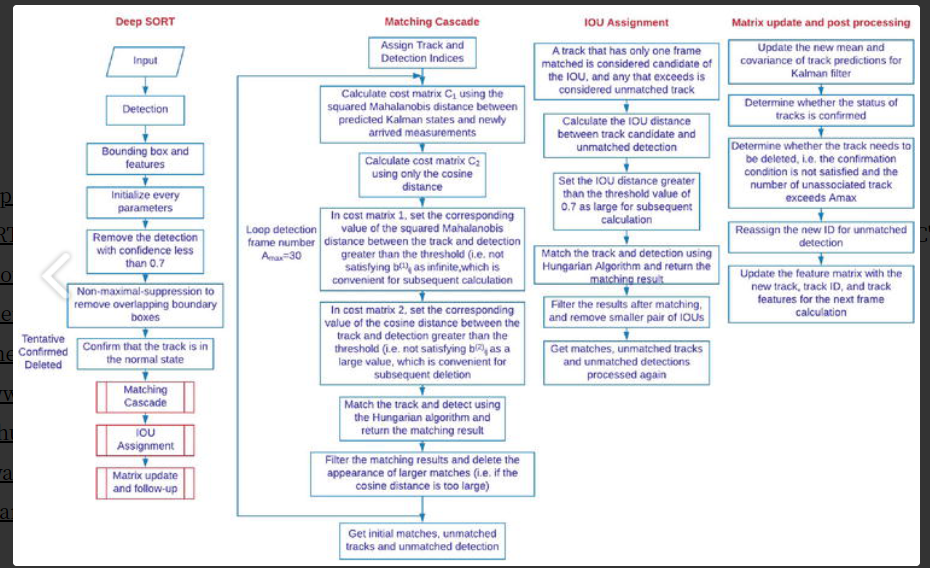 Deep SORT
Input
Detection
Bounding box and
features
Initialize every
parameters
Remove the detection
with confidence less
than 0.7
Non-maximal-suppression to
remove overlapping boundary
boxes
Tentative
Confirmed
Deleted
Confirm that the track is in
the normal state
Matching
Cascade
IOU
Assignment
Matrix update
and follow-up
Matching Cascade
Assign Track and
Detection Indices
Calculate cost matrix C₁ using the
squared Mahalanobis distance between
predicted Kalman states and newly
arrived measurements
Calculate cost matrix C₂
using only the cosine
distance
Loop detection
frame number
Aₘₐₓ=30
In cost matrix 1, set the corresponding
value of the squared Mahalanobis
distance between the track and detection
greater than the threshold (i.e. not
satisfying b⁽¹⁾ᵢⱼ as infinite,which is
convenient for subsequent calculation
In cost matrix 2, set the corresponding
value of the cosine distance between the
track and detection greater than the
threshold (i.e. not satisfying b⁽²⁾ᵢⱼ as a
large value, which is convenient for
subsequent deletion
Match the track and detect using
the Hungarian algorithm and
return the matching result
Filter the matching results and delete the
appearance of larger matches (i.e. if the
cosine distance is too large)
Get initial matches, unmatched
tracks and unmatched detection
IOU Assignment
A track that has only one frame
matched is considered candidate of
the IOU, and any that exceeds is
considered unmatched track
Calculate the IOU distance
between track candidate and
unmatched detection
Set the IOU distance greater
than the threshold value of
0.7 as large for subsequent
calculation
Match the track and detection using
Hungarian Algorithm and return the
matching result
Filter the results after matching,
and remove smaller pair of IOUs
Get matches, unmatched tracks
and unmatched detections
processed again
Matrix update and post processing
Update the new mean and
covariance of track predictions for
Kalman filter
Determine whether the status of
tracks is confirmed
Determine whether the track needs to
be deleted, i.e. the confirmation
condition is not satisfied and the
number of unassociated track
exceeds Amax
Reassign the new ID for unmatched
detection
Update the feature matrix with the
new track, track ID, and track
features for the next frame
calculation